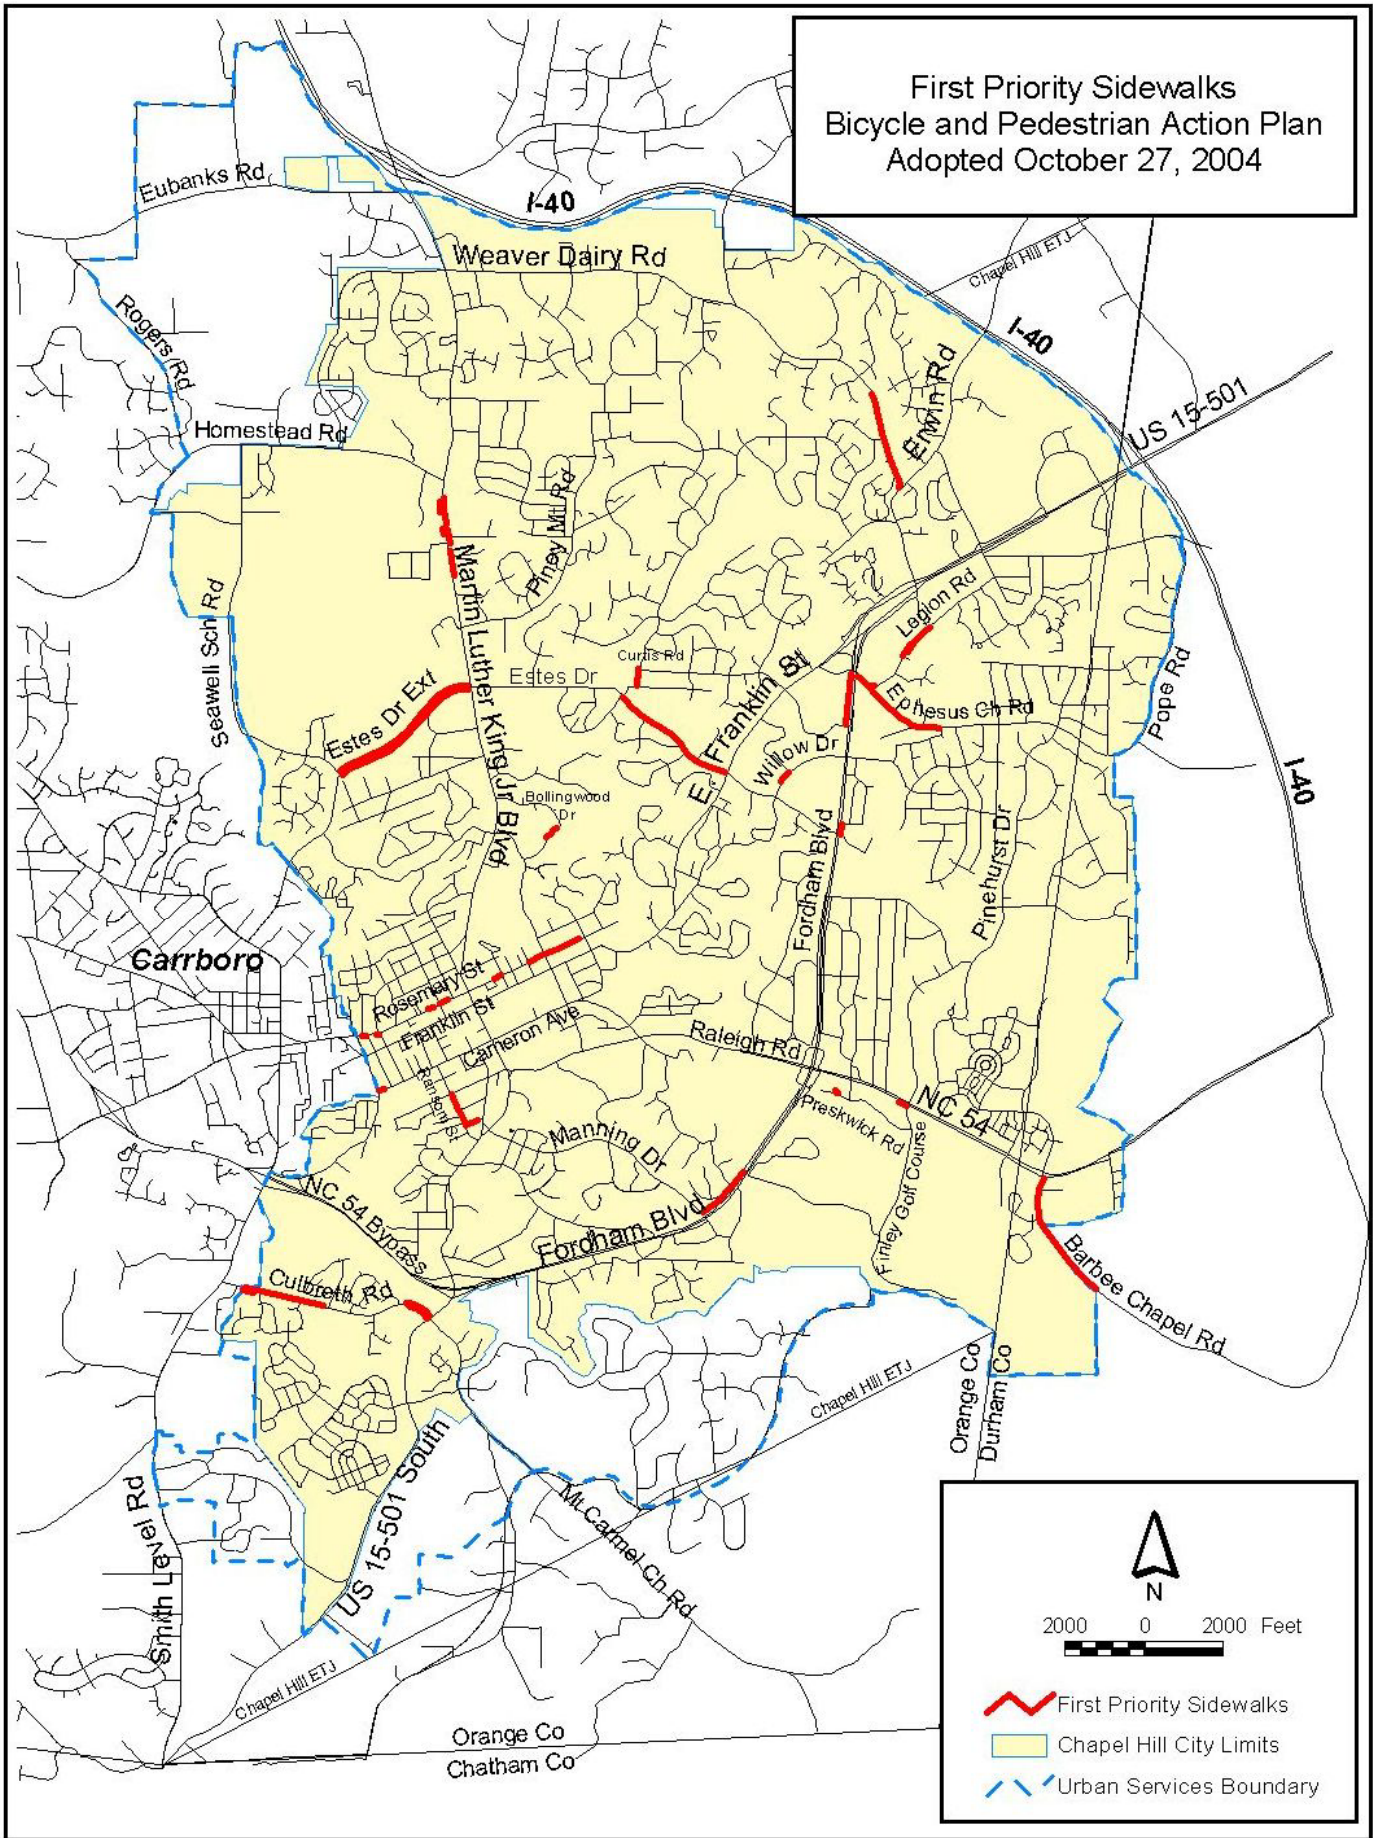 First Priority Sidewalks
Bicycle and Pedestrian Action Plan
Adopted October 27, 2004
Eubanks Rd
I-40
Weaver Dairy Rd
Chapel Hill ETJ
Rogers Rd
I-40
Erwin Rd
US 15-501
Homestead Rd
Piney Mt Rd
Martin Luther King Jr Blvd
Seawell Sch Rd
Legion Rd
Curtis Rd
Estes Dr
Estes Dr Ext
E. Franklin St
Ephesus Ch Rd
Pope Rd
Willow Dr
I-40
Bollingwood
Dr
Fordham Blvd
Pinehurst Dr
Carrboro
Rosemary St
Franklin St
Cameron Ave
Raleigh Rd
Ransom St
Preskwick Rd
NC 54
Manning Dr
Finley Golf Course
NC 54 Bypass
Fordham Blvd
Barbee Chapel Rd
Culbreth Rd
Chapel Hill ETJ
Orange Co
Durham Co
US 15-501 South
Smith Level Rd
Mt Carmel Ch Rd
Chapel Hill ETJ
Orange Co
Chatham Co
N
2000 0 2000 Feet
First Priority Sidewalks
Chapel Hill City Limits
Urban Services Boundary